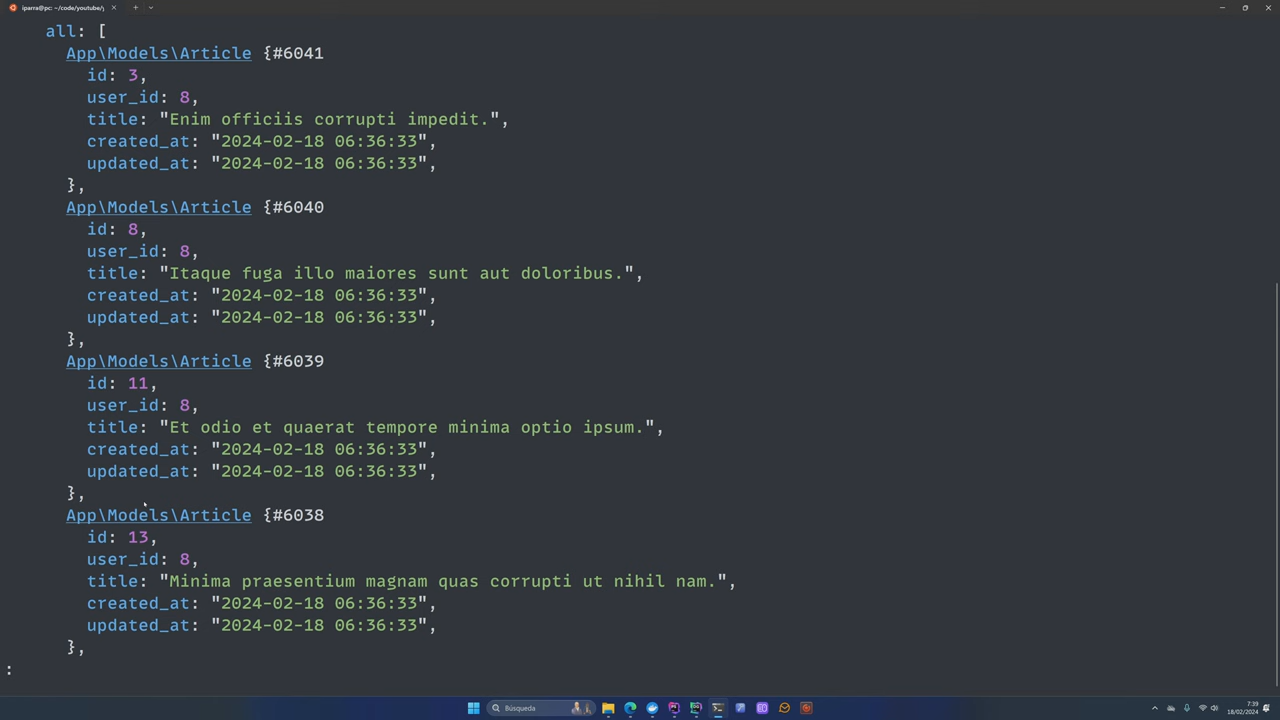 iparra@pc: ~/code/youtube/
all: [
App\Models\Article {#6041
id: 3,
user_id: 8,
title: "Enim officiis corrupti impedit.",
created_at: "2024-02-18 06:36:33",
updated_at: "2024-02-18 06:36:33",
},
App\Models\Article {#6040
id: 8,
user_id: 8,
title: "Itaque fuga illo maiores sunt aut doloribus.",
created_at: "2024-02-18 06:36:33",
updated_at: "2024-02-18 06:36:33",
},
App\Models\Article {#6039
id: 11,
user_id: 8,
title: "Et odio et quaerat tempore minima optio ipsum.",
created_at: "2024-02-18 06:36:33",
updated_at: "2024-02-18 06:36:33",
},
App\Models\Article {#6038
id: 13,
user_id: 8,
title: "Minima praesentium magnam quas corrupti ut nihil nam.",
created_at: "2024-02-18 06:36:33",
updated_at: "2024-02-18 06:36:33",
},
:
Búsqueda
7:39
18/02/2024